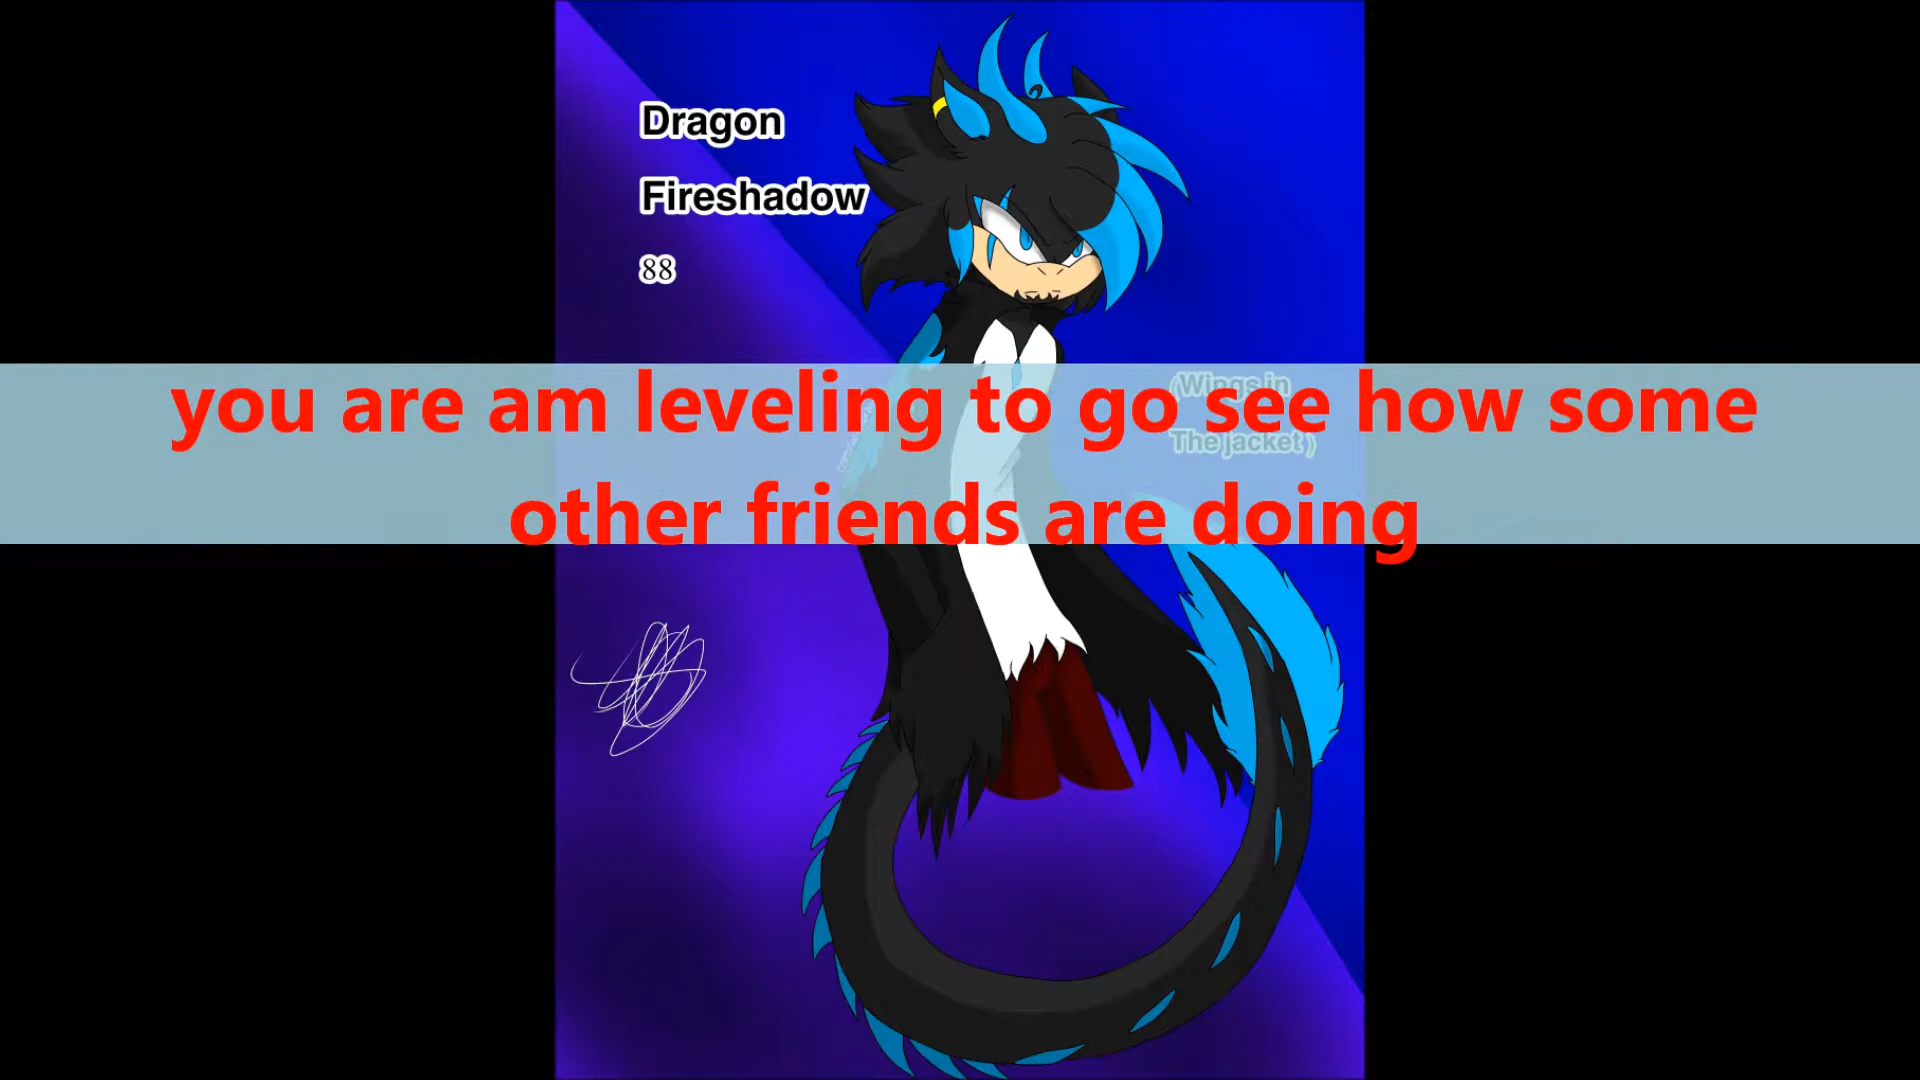 Dragon
Fireshadow
88
(Wings in
The jacket )
you are am leveling to go see how some
other friends are doing